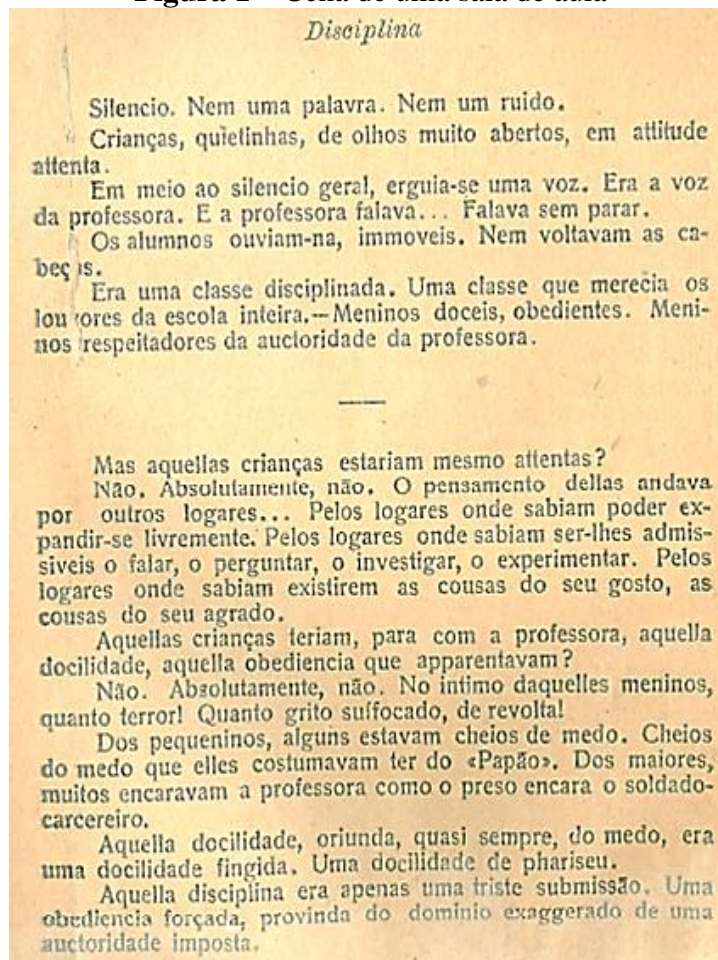 Disciplina
Silencio. Nem uma palavra. Nem um ruido.
Crianças, quietinhas, de olhos muito abertos, em attitude
attenta.
Em meio ao silencio geral, erguia-se uma voz. Era a voz
da professora. E a professora falava... Falava sem parar.
Os alumnos ouviam-na, immoveis. Nem voltavam as ca-
beças.
Era uma classe disciplinada. Uma classe que merecia os
louvores da escola inteira.—Meninos doceis, obedientes. Meni-
nos respeitadores da auctoridade da professora.
Mas aquellas crianças estariam mesmo attentas?
Não. Absolutamente, não. O pensamento dellas andava
por outros logares... Pelos logares onde sabiam poder ex-
pandir-se livremente. Pelos logares onde sabiam ser-lhes admis-
siveis o falar, o perguntar, o investigar, o experimentar. Pelos
logares onde sabiam existirem as cousas do seu gosto, as
cousas do seu agrado.
Aquellas crianças teriam, para com a professora, aquella
docilidade, aquella obediencia que apparentavam?
Não. Absolutamente, não. No intimo daquelles meninos,
quanto terror! Quanto grito suffocado, de revolta!
Dos pequeninos, alguns estavam cheios de medo. Cheios
do medo que elles costumavam ter do «Papão». Dos maiores,
muitos encaravam a professora como o preso encara o soldado-
carcereiro.
Aquella docilidade, oriunda, quasi sempre, do medo, era
uma docilidade fingida. Uma docilidade de phariseu.
Aquella disciplina era apenas uma triste submissão. Uma
obediencia forçada, provinda do dominio exaggerado de uma
auctoridade imposta.